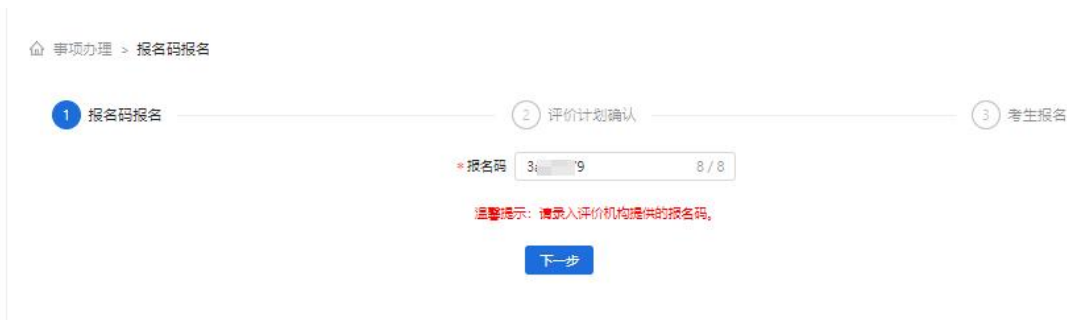 事项办理 > 报名码报名
1 报名码报名
2 评价计划确认
3 考生报名
*报名码 3 9 8 / 8
温馨提示：请录入评价机构提供的报名码。
下一步